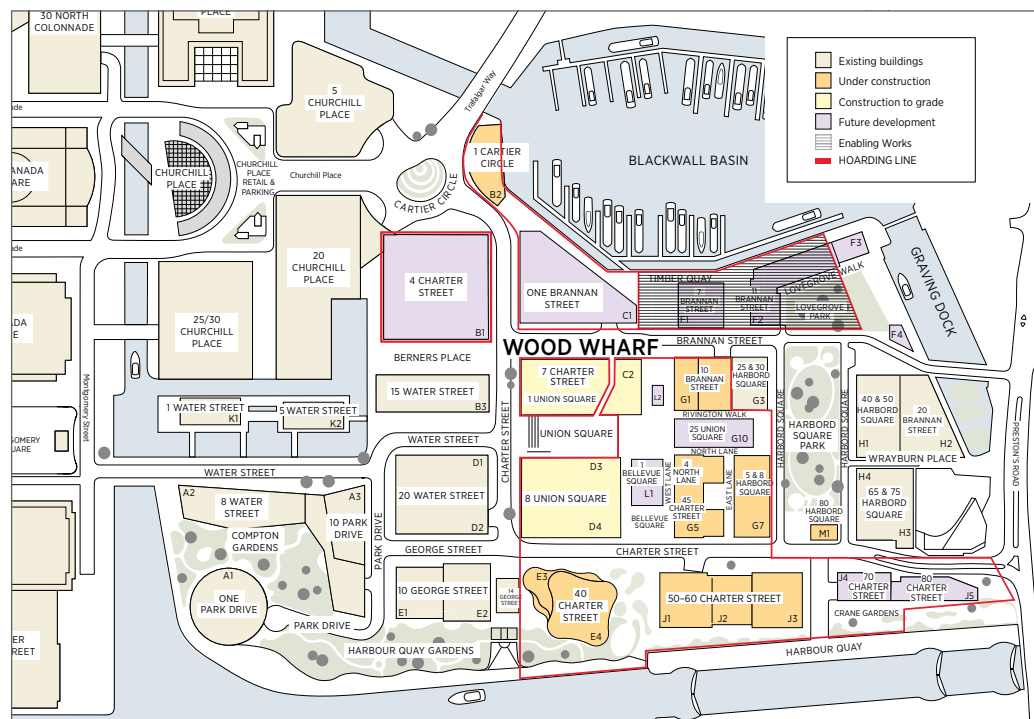 30 NORTH
COLONNADE
PLACE
5
CHURCHILL
PLACE
Trafalgar Way
Existing buildings
Under construction
Construction to grade
Future development
Enabling Works
HOARDING LINE
1 CARTIER
CIRCLE
B2
BLACKWALL BASIN
CHURCHILL
PLACE
CHURCHILL
PLACE
RETAIL &
PARKING
Churchill Place
CARTIER CIRCLE
20
CHURCHILL
PLACE
25/30
CHURCHILL
PLACE
4 CHARTER
STREET
B1
ONE BRANNAN
STREET
C1
TIMBER QUAY
7
BRANNAN
STREET
F1
11
BRANNAN
STREET
F2
F3
LOVEGROVE WALK
LOVEGROVE
PARK
F4
GRAVING DOCK
BERNERS PLACE
WOOD WHARF
BRANNAN STREET
Montgomery Street
15 WATER STREET
B3
1 WATER STREET
K1
5 WATER STREET
K2
CHARTER STREET
7 CHARTER
STREET
1 UNION SQUARE
C2
L2
10
BRANNAN
STREET
G1
25 & 30
HARBORD
SQUARE
G3
RIVINGTON WALK
25 UNION
SQUARE
G10
NORTH LANE
UNION SQUARE
HARBORD SQUARE
HARBORD
SQUARE
PARK
HARBORD SQUARE
40 & 50
HARBORD
SQUARE
H1
20
BRANNAN
STREET
H2
WRAYBURN PLACE
PRESTON'S ROAD
WATER STREET
WATER STREET
A2
8 WATER
STREET
A3
10 PARK
DRIVE
PARK DRIVE
D1
20 WATER STREET
D2
D3
8 UNION SQUARE
D4
WEST LANE
1
BELLEVUE
SQUARE
L1
BELLEVUE
SQUARE
4
NORTH
LANE
45
CHARTER
STREET
G5
EAST LANE
5 & 8
HARBORD
SQUARE
G7
80
HARBORD
SQUARE
M1
H4
65 & 75
HARBORD
SQUARE
H3
COMPTON
GARDENS
A1
ONE
PARK DRIVE
PARK DRIVE
GEORGE STREET
CHARTER STREET
10 GEORGE STREET
E1
E2
14
GEORGE
STREET
E3
40
CHARTER
STREET
E4
50-60 CHARTER STREET
J1
J2
J3
J4
70
CHARTER
STREET
80
CHARTER
STREET
J5
CRANE GARDENS
HARBOUR QUAY GARDENS
HARBOUR QUAY